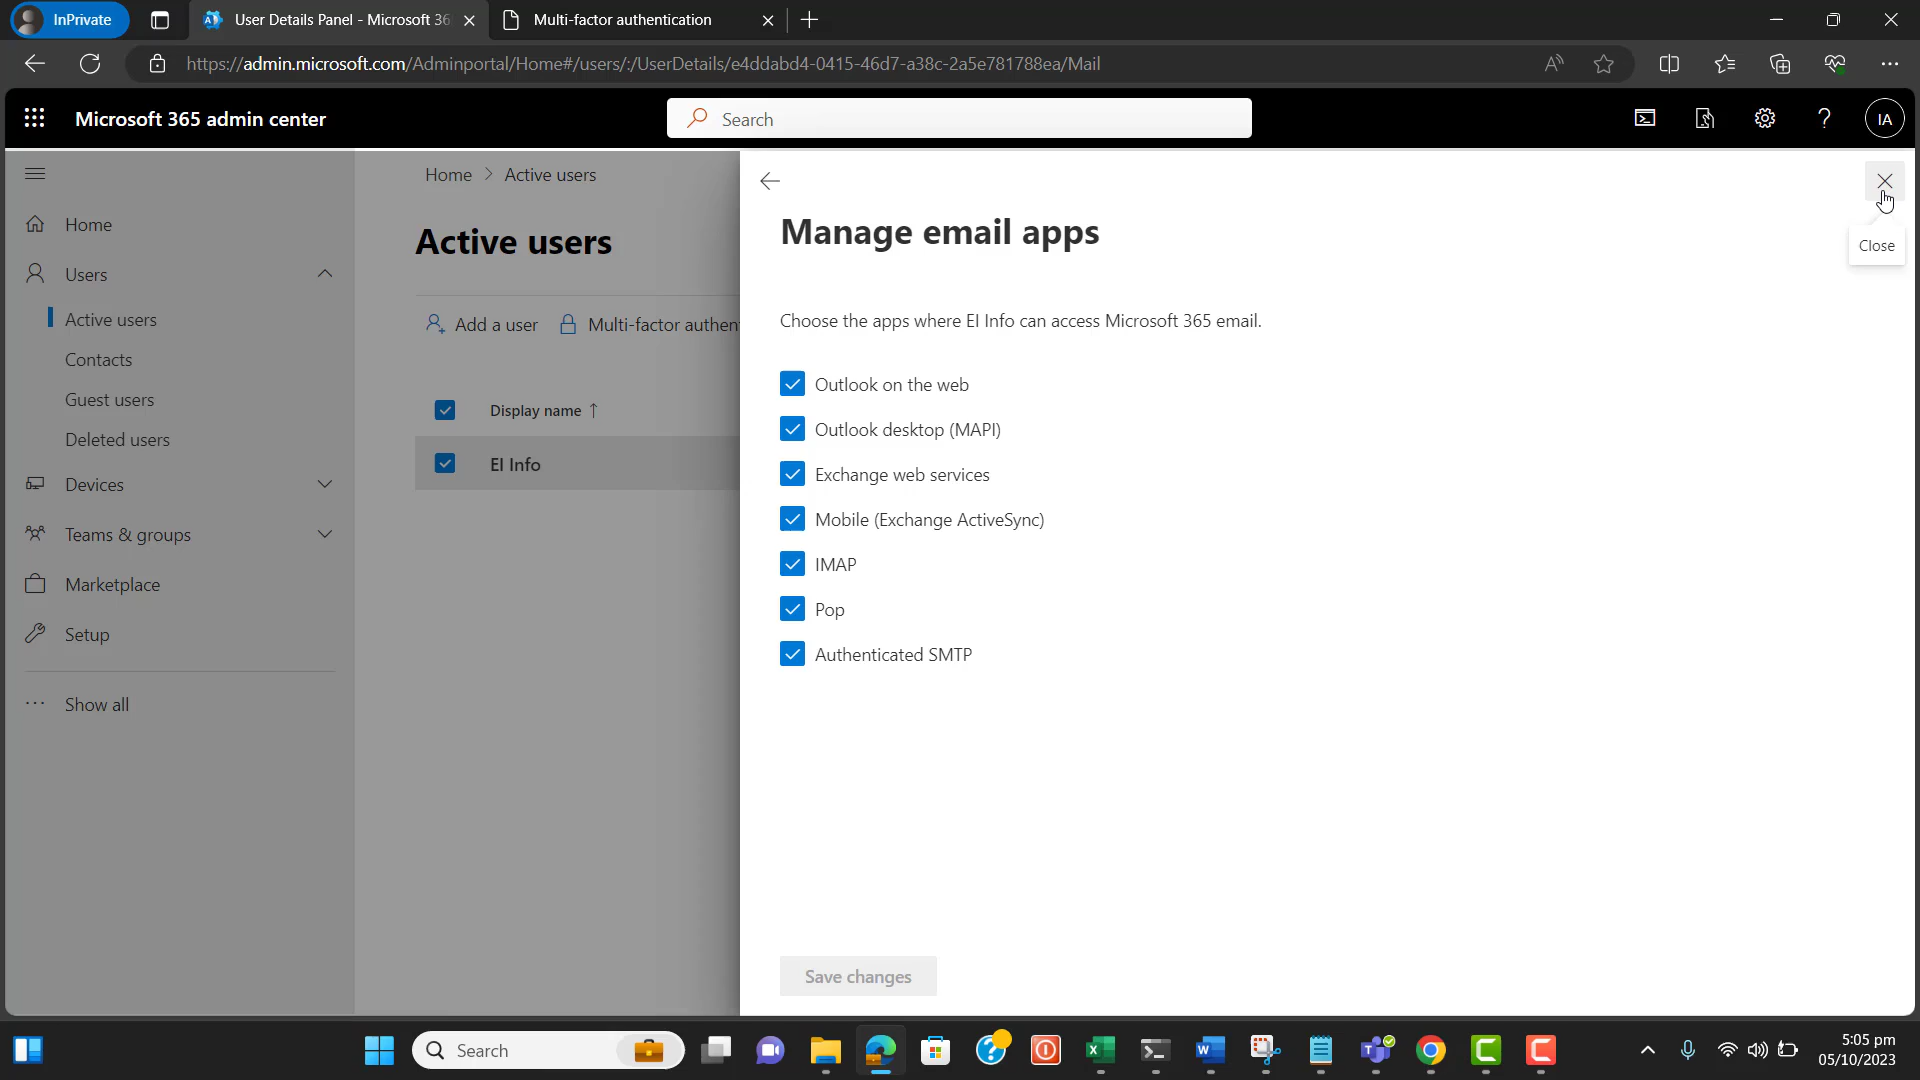 InPrivate
User Details Panel - Microsoft 36
Multi-factor authentication
https://admin.microsoft.com/Adminportal/Home#/users/:/UserDetails/e4ddabd4-0415-46d7-a38c-2a5e781788ea/Mail
Microsoft 365 admin center
Search
IA
Home
Users
Active users
Contacts
Guest users
Deleted users
Devices
Teams & groups
Marketplace
Setup
Show all
Home > Active users
Active users
Add a user
Multi-factor authen
Display name ↑
EI Info
Close
Manage email apps
Choose the apps where EI Info can access Microsoft 365 email.
Outlook on the web
Outlook desktop (MAPI)
Exchange web services
Mobile (Exchange ActiveSync)
IMAP
Pop
Authenticated SMTP
Save changes
Search
5:05 pm
05/10/2023